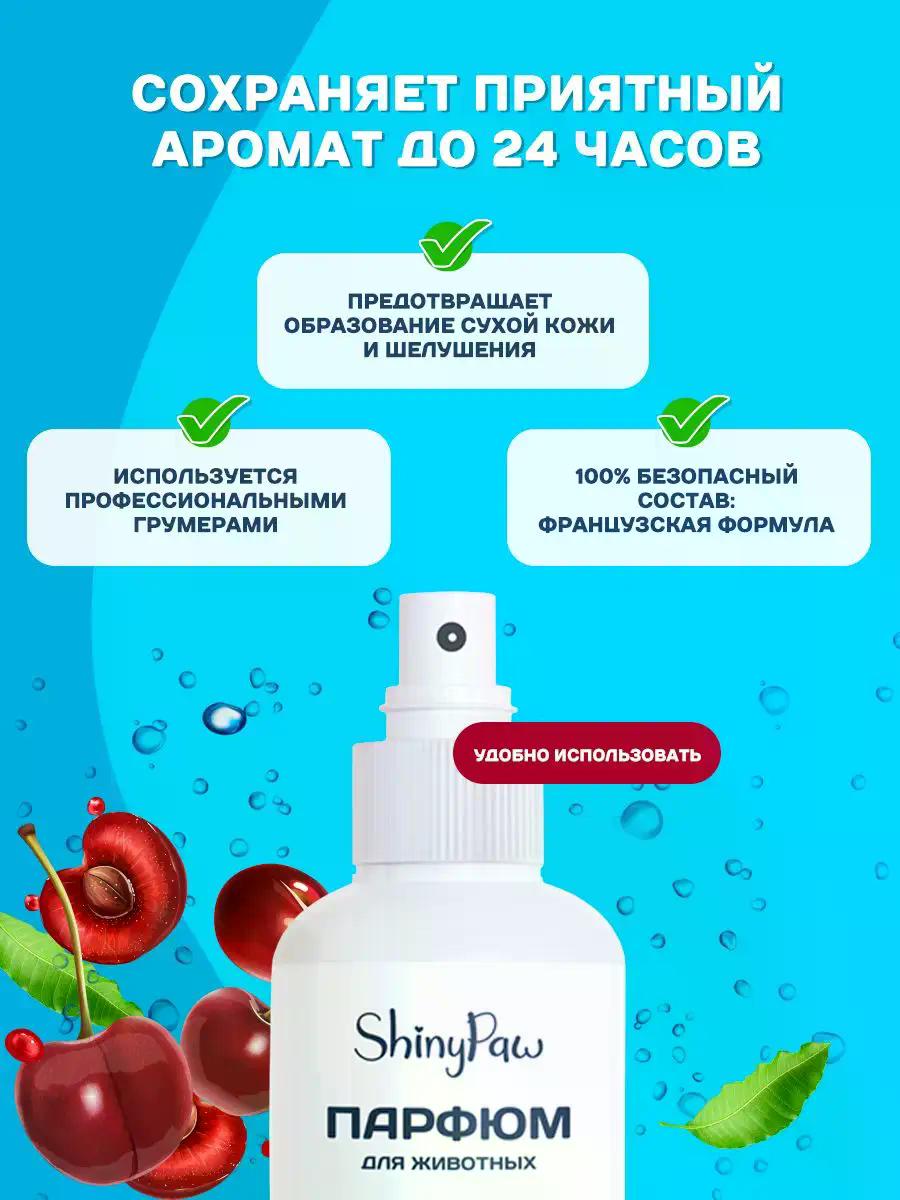 СОХРАНЯЕТ ПРИЯТНЫЙ
АРОМАТ ДО 24 ЧАСОВ
ПРЕДОТВРАЩАЕТ
ОБРАЗОВАНИЕ СУХОЙ КОЖИ
И ШЕЛУШЕНИЯ
ИСПОЛЬЗУЕТСЯ
ПРОФЕССИОНАЛЬНЫМИ
ГРУМЕРАМИ
100% БЕЗОПАСНЫЙ
СОСТАВ:
ФРАНЦУЗСКАЯ ФОРМУЛА
УДОБНО ИСПОЛЬЗОВАТЬ
ShinyPaw
ПАРФЮМ
ДЛЯ ЖИВОТНЫХ